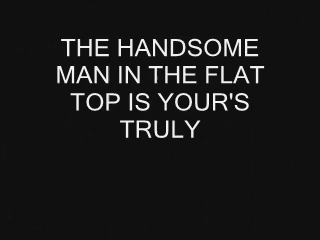 THE HANDSOME
MAN IN THE FLAT
TOP IS YOUR'S
TRULY